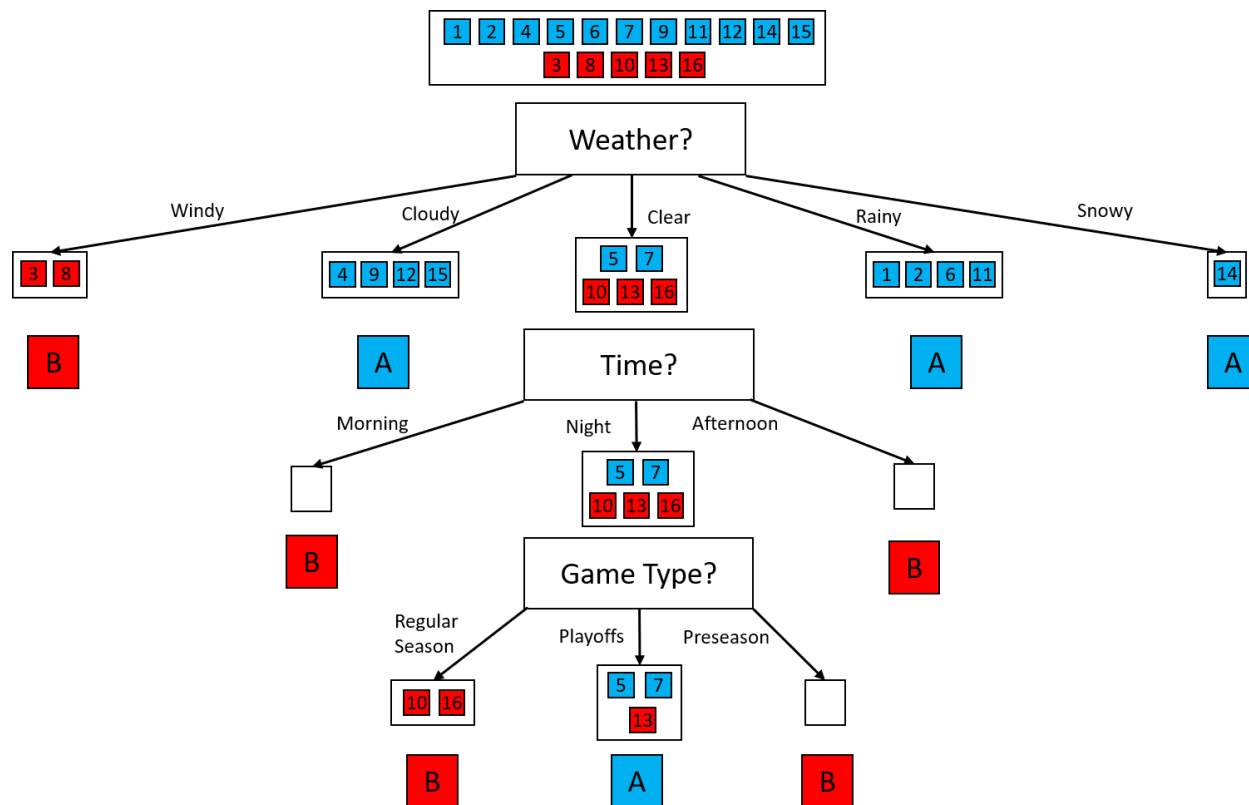 1 2 4 5 6 7 9 11 12 14 15
3 8 10 13 16
Weather?
Windy
Cloudy
Clear
Rainy
Snowy
3 8
4 9 12 15
5 7
10 13 16
1 2 6 11
14
B
A
Time?
A
A
Morning
Night
Afternoon
5 7
10 13 16
B
B
Game Type?
Regular
Season
Playoffs
Preseason
10 16
5 7
13
B
A
B